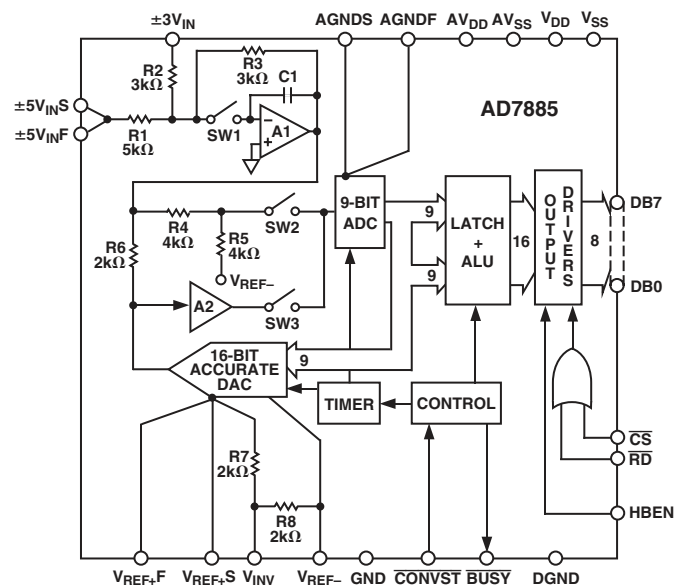 ±3VIN
AGNDS
AGNDF
AVDD
AVSS
VDD
VSS
R2
3kΩ
R3
3kΩ
C1
AD7885
±5VINS
±5VINF
R1
5kΩ
SW1
−
+
A1
9-BIT
ADC
9
LATCH
+
ALU
16
OUTPUT
DRIVERS
8
DB7
R4
4kΩ
SW2
R5
4kΩ
R6
2kΩ
VREF–
9
A2
SW3
DB0
16-BIT
ACCURATE
DAC
9
TIMER
CONTROL
CS
RD
R7
2kΩ
R8
2kΩ
HBEN
VREF+F
VREF+S
VINV
VREF–
GND
CONVST
BUSY
DGND